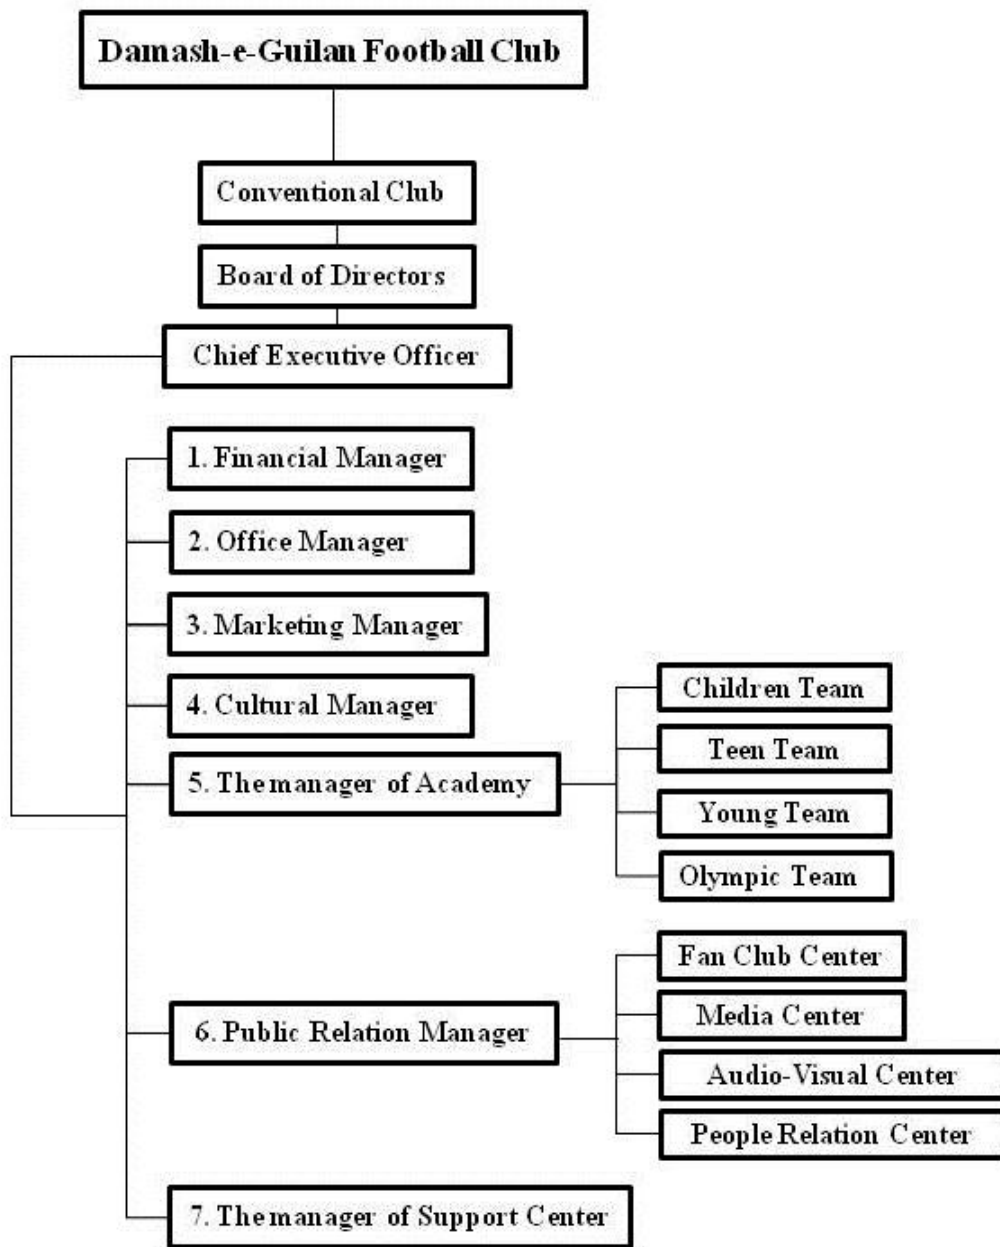 Damash-e-Guilan Football Club
Conventional Club
Board of Directors
Chief Executive Officer
1. Financial Manager
2. Office Manager
3. Marketing Manager
4. Cultural Manager
5. The manager of Academy
Children Team
Teen Team
Young Team
Olympic Team
6. Public Relation Manager
Fan Club Center
Media Center
Audio-Visual Center
People Relation Center
7. The manager of Support Center